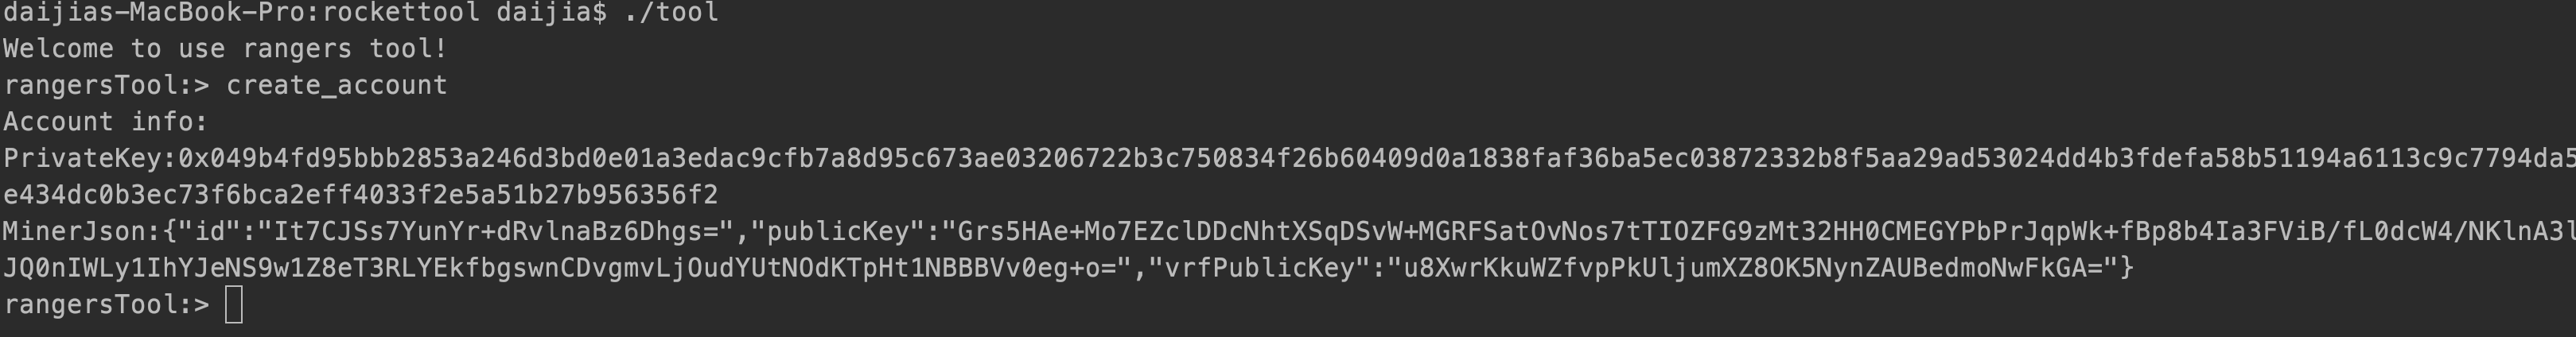 daijias-MacBook-Pro:rockettool daijia$ ./tool
Welcome to use rangers tool!
rangersTool:> create_account
Account info:
PrivateKey:0x049b4fd95bbb2853a246d3bd0e01a3edac9cfb7a8d95c673ae03206722b3c750834f26b60409d0a1838faf36ba5ec03872332b8f5aa29ad53024dd4b3fdefa58b51194a6113c9c7794da5
e434dc0b3ec73f6bca2eff4033f2e5a51b27b956356f2
MinerJson:{"id":"It7CJSs7YunYr+dRvlnaBz6Dhgs=","publicKey":"Grs5HAe+Mo7EZclDDcNhtXSqDSvW+MGRFSatOvNos7tTIOZFG9zMt32HH0CMEGYPbPrJqpWk+fBp8b4Ia3FViB/fL0dcW4/NKlnA3l
JQ0nIWLy1IhYJeNS9w1Z8eT3RLYEkfbgswnCDvgmvLjOudYUtNOdKTpHt1NBBBVv0eg+o=","vrfPublicKey":"u8XwrKkuWZfvpPkUljumXZ8OK5NynZAUBedmoNwFkGA="}
rangersTool:>